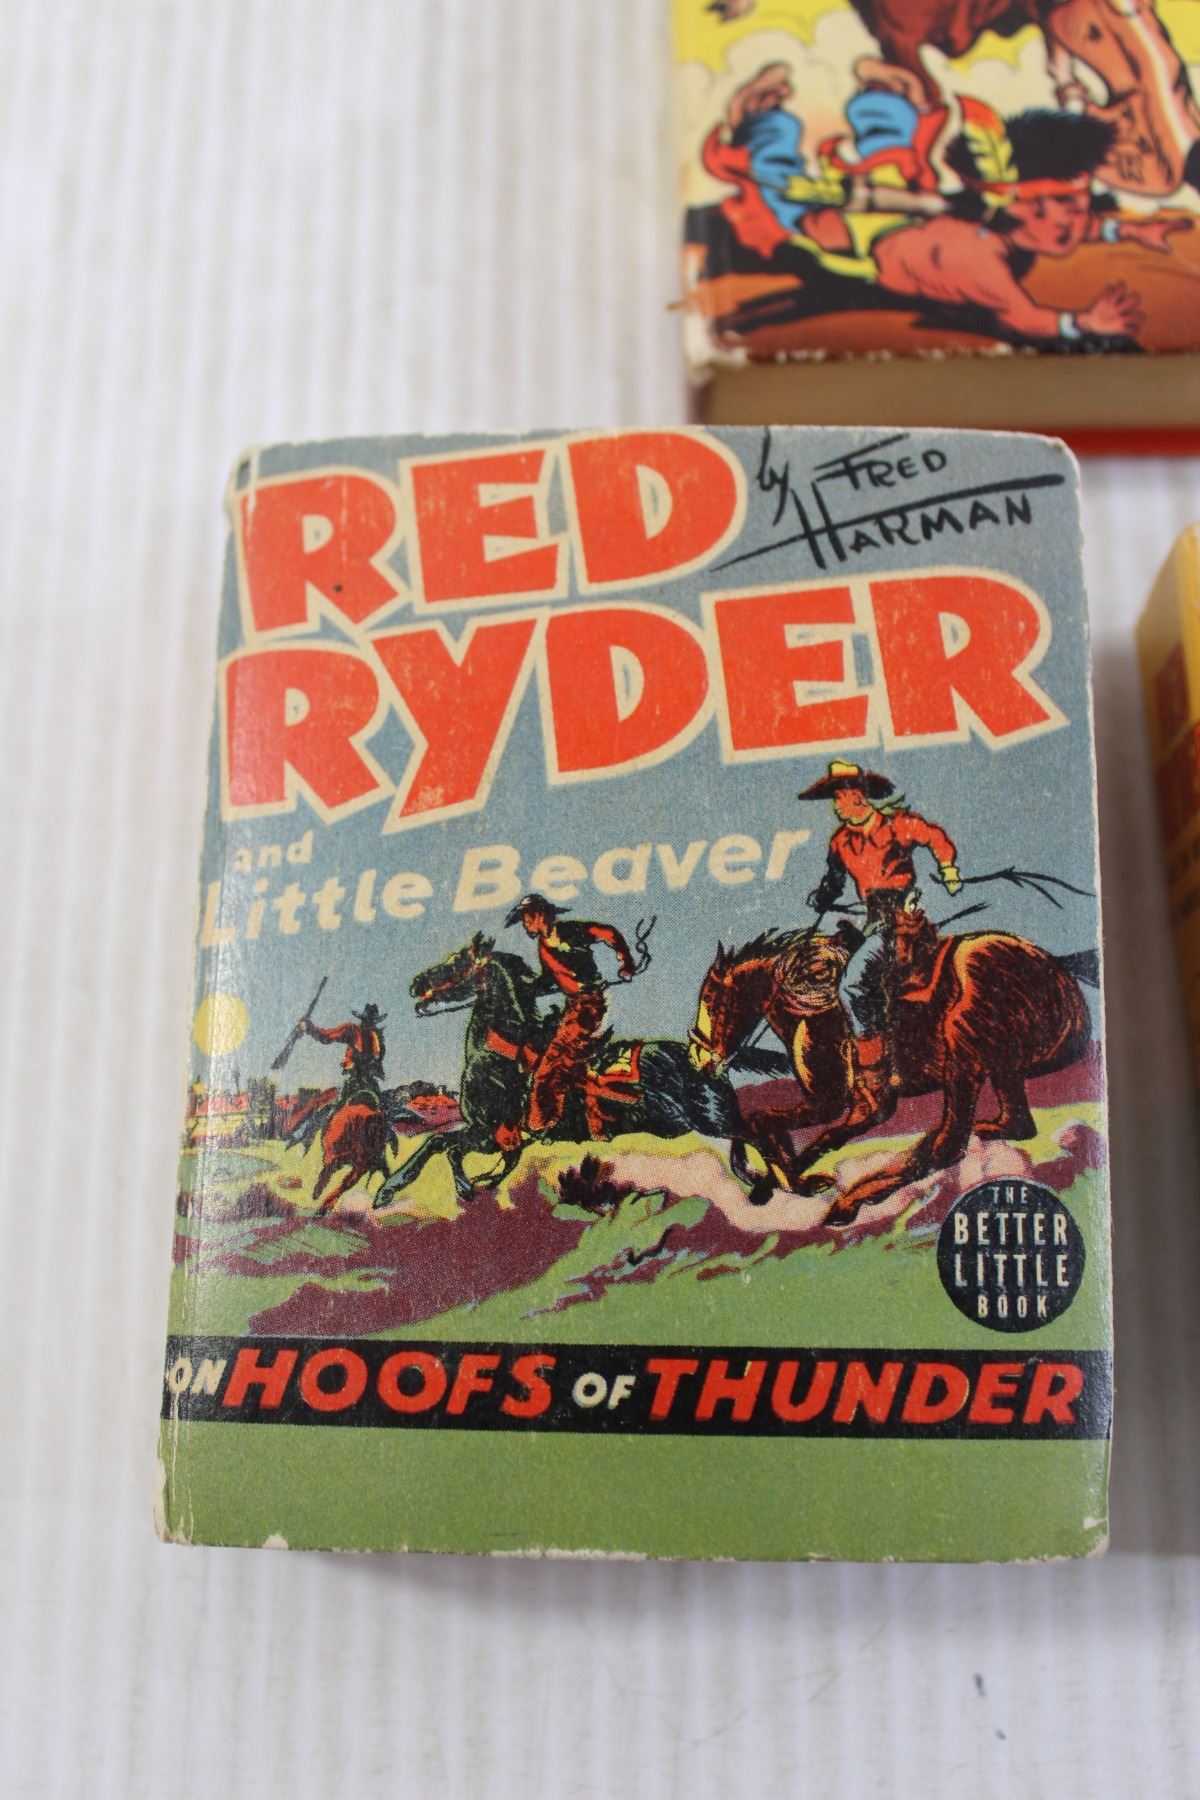 RED
by FRED
HARMAN
RYDER
and
Little Beaver
THE
BETTER
LITTLE
BOOK
ON HOOFS OF THUNDER